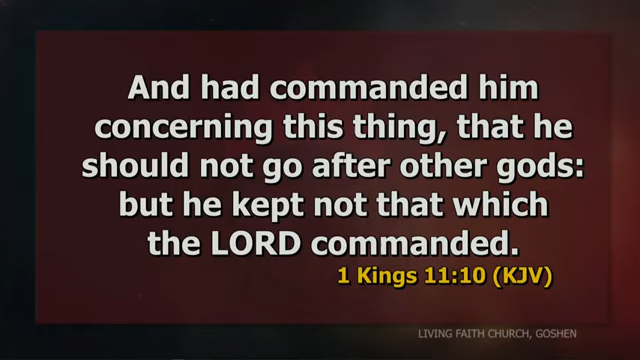 And had commanded him
concerning this thing, that he
should not go after other gods:
but he kept not that which
the LORD commanded.
1 Kings 11:10 (KJV)
LIVING FAITH CHURCH, GOSHEN